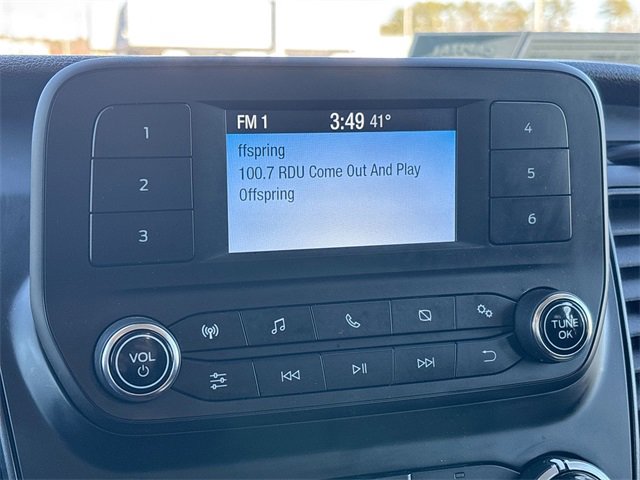 FM 1 3:49 41°
ffspring
100.7 RDU Come Out And Play
Offspring
1
2
3
4
5
6
VOL
TUNE
OK